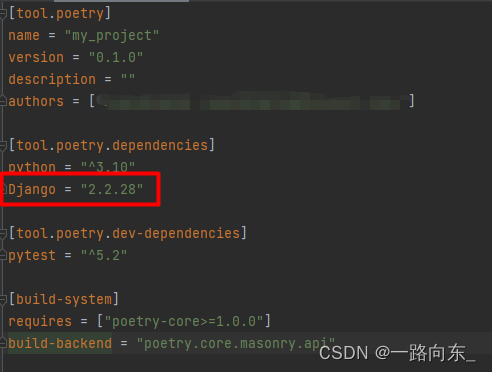 [tool.poetry]
name = "my_project"
version = "0.1.0"
description = ""
authors = [ ]
[tool.poetry.dependencies]
python = "^3.10"
Django = "2.2.28"
[tool.poetry.dev-dependencies]
pytest = "^5.2"
[build-system]
requires = ["poetry-core>=1.0.0"]
build-backend = "poetry.core.masonry.api"
CSDN @一路向东_